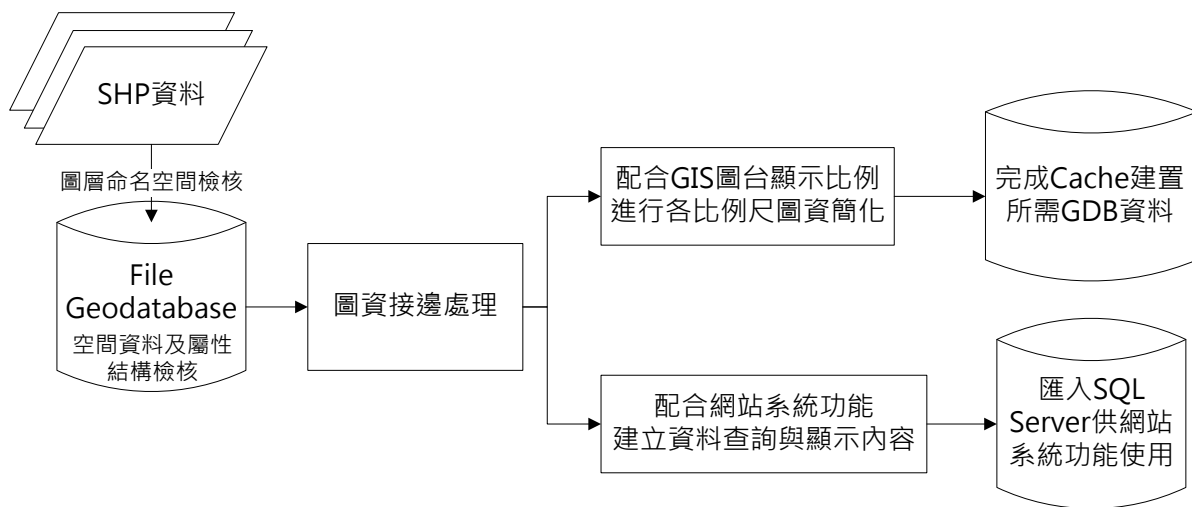 SHP資料
圖層命名空間檢核
File
Geodatabase
空間資料及屬性
結構檢核
圖資接邊處理
配合GIS圖台顯示比例
進行各比例尺圖資簡化
完成Cache建置
所需GDB資料
配合網站系統功能
建立資料查詢與顯示內容
匯入SQL
Server供網站
系統功能使用